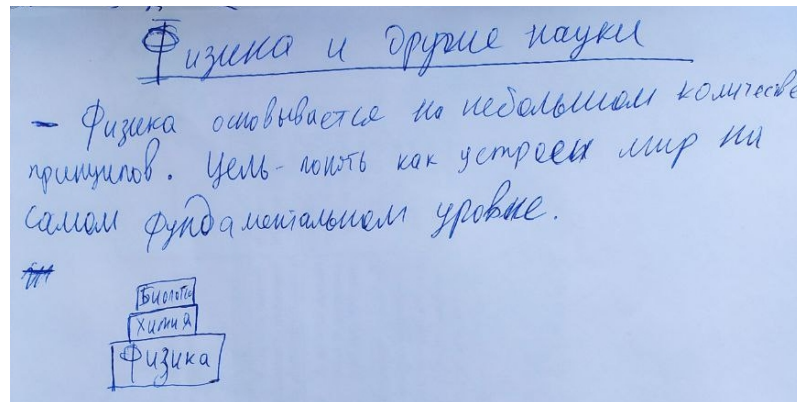 Физика и другие науки
- Физика основывается на небольшом количестве
принципов. Цель - понять как устроен мир на
самом фундаментальном уровне.
Биология
химия
Физика